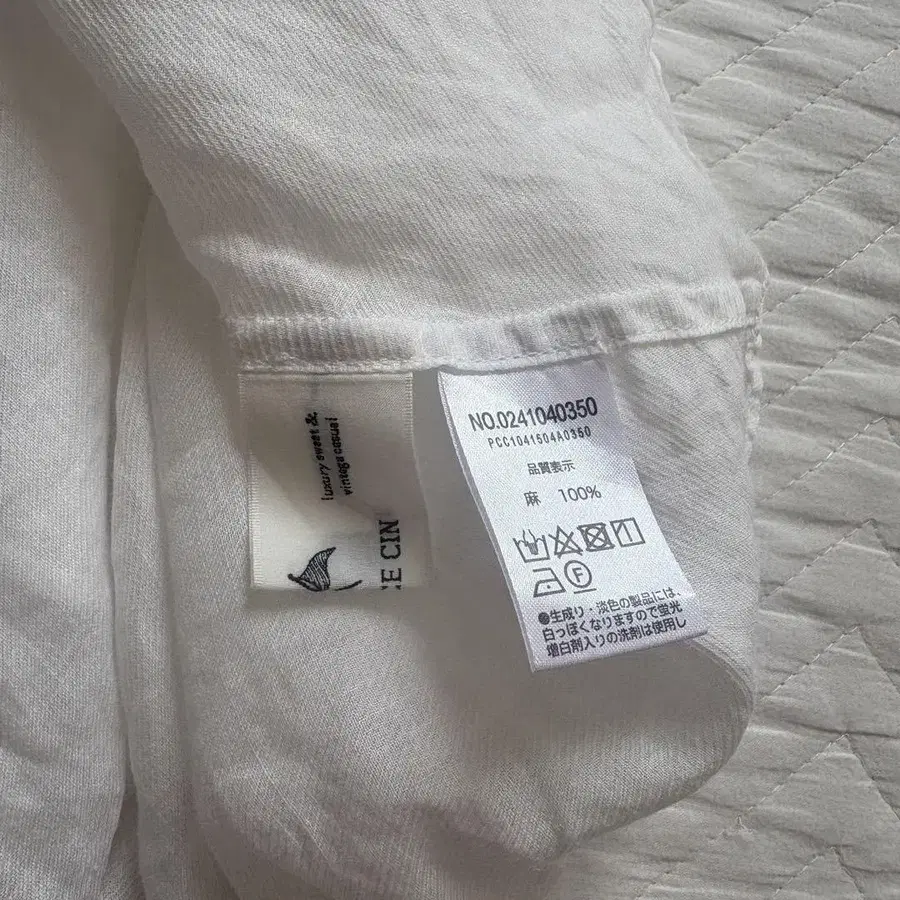 luxury sweet &
vintage casual
CE CIN
NO.0241040350
PCC1041504A0350
品質表示
麻 100%
F
●生成り・淡色の製品には、
白っぽくなりますので蛍光
増白剤入りの洗剤は使用し